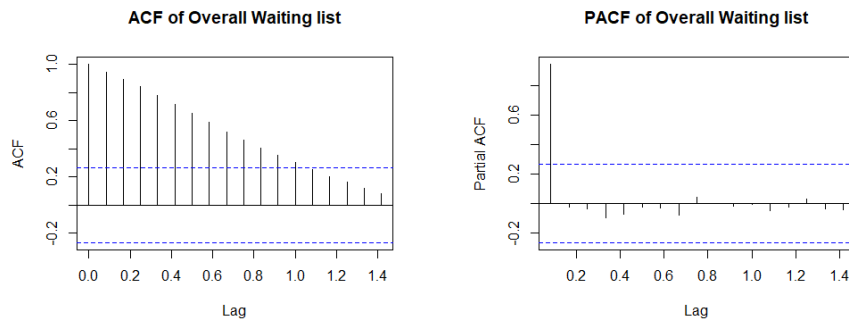 ACF of Overall Waiting list
ACF
1.0
0.6
0.2
-0.2
0.0 0.2 0.4 0.6 0.8 1.0 1.2 1.4
Lag
PACF of Overall Waiting list
Partial ACF
0.6
0.2
-0.2
0.2 0.4 0.6 0.8 1.0 1.2 1.4
Lag